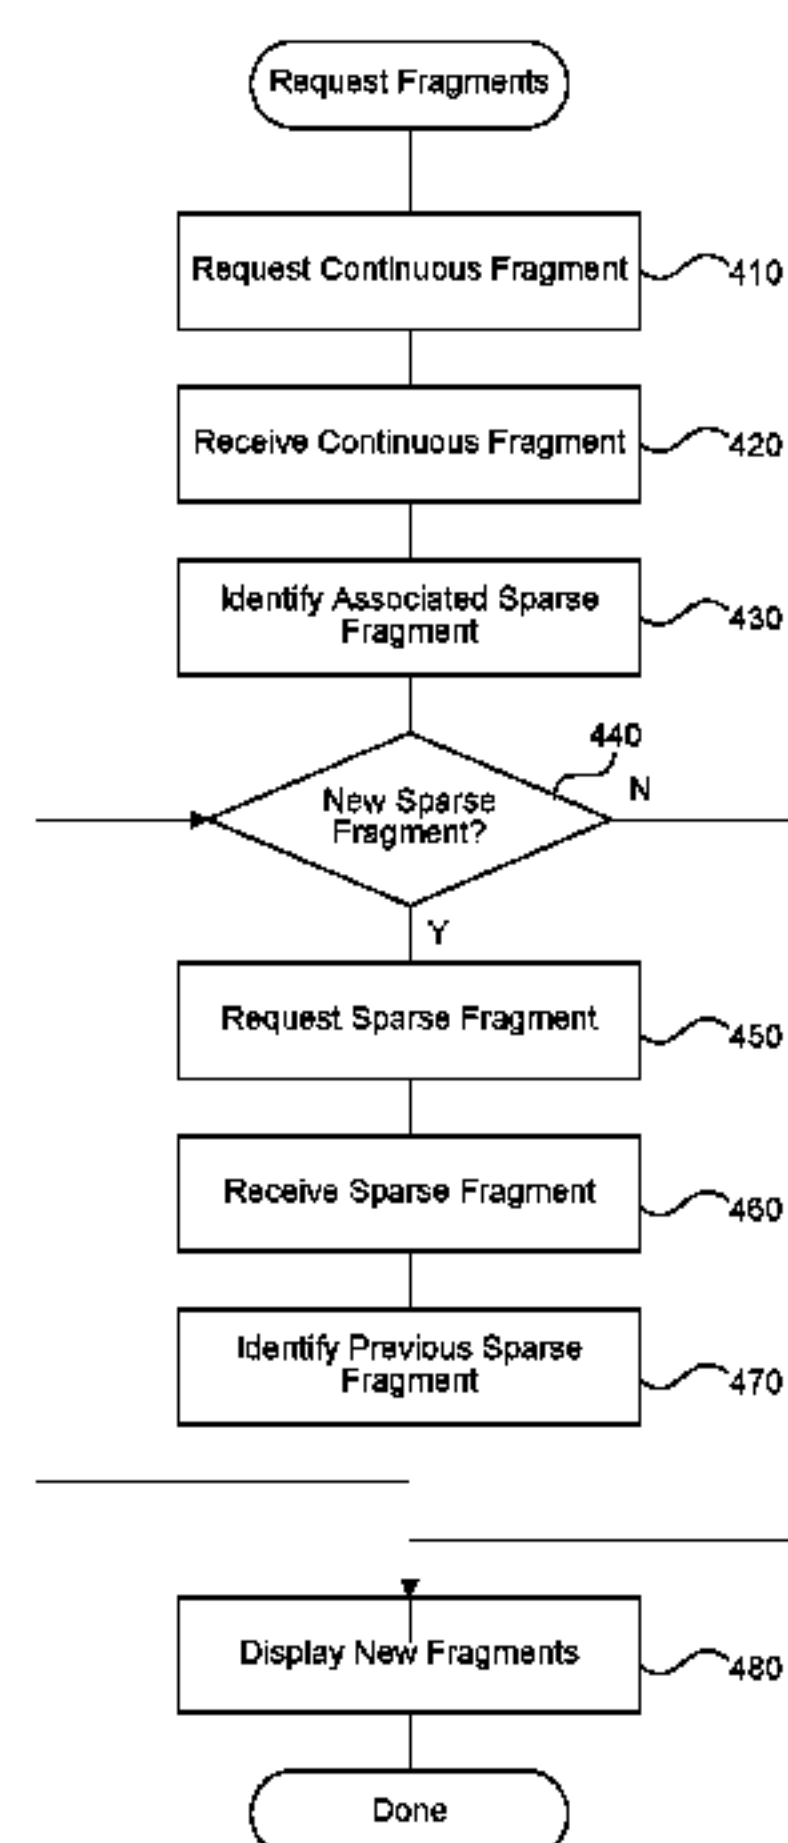 Request Fragments
Request Continuous Fragment
410
Receive Continuous Fragment
420
Identify Associated Sparse
Fragment
430
440
New Sparse
Fragment?
N
Y
Request Sparse Fragment
450
Receive Sparse Fragment
460
Identify Previous Sparse
Fragment
470
Display New Fragments
480
Done